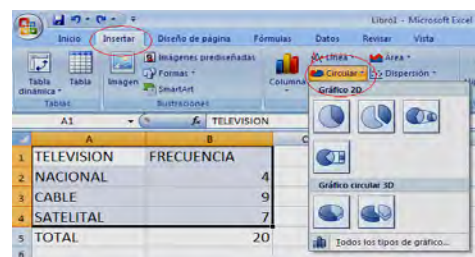 Libro1 - Microsoft Excel
Inicio Insertar Diseño de página Fórmulas Datos Revisar Vista
Tabla dinámica Tabla Imagen Imágenes prediseñadas Formas SmartArt Columna Línea Área
Circular Dispersión
Tablas Ilustraciones Gráfico 2D
A1 fx TELEVISION
A B C
1 TELEVISION FRECUENCIA
2 NACIONAL 4
3 CABLE 9
4 SATELITAL 7
5 TOTAL 20
6
Gráfico circular 3D
Todos los tipos de gráfico...